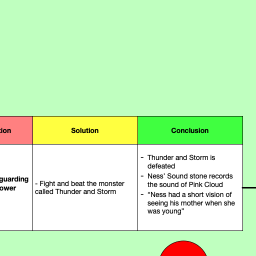 tion
Solution
Conclusion
guarding
ower
- Fight and beat the monster
called Thunder and Storm
- Thunder and Storm is
defeated
- Ness' Sound stone records
the sound of Pink Cloud
- "Ness had a short vision of
seeing his mother when she
was young"